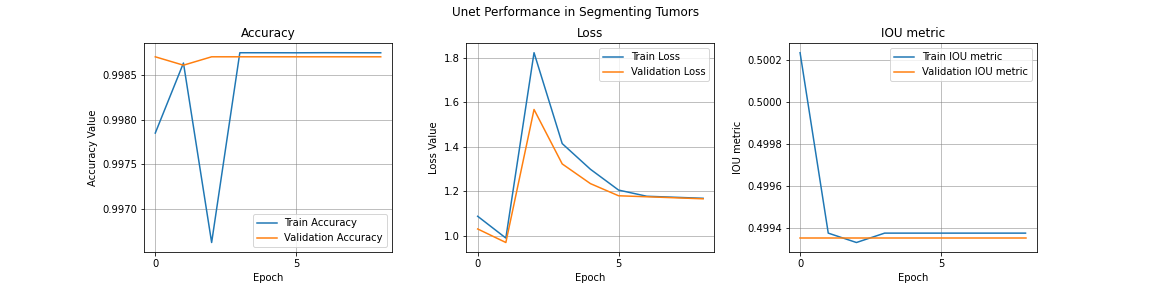 Unet Performance in Segmenting Tumors
Accuracy
Accuracy Value
0.9985
0.9980
0.9975
0.9970
Train Accuracy
Validation Accuracy
0
5
Epoch
Loss
Loss Value
1.8
1.6
1.4
1.2
1.0
Train Loss
Validation Loss
0
5
Epoch
IOU metric
IOU metric
0.5002
0.5000
0.4998
0.4996
0.4994
Train IOU metric
Validation IOU metric
0
5
Epoch